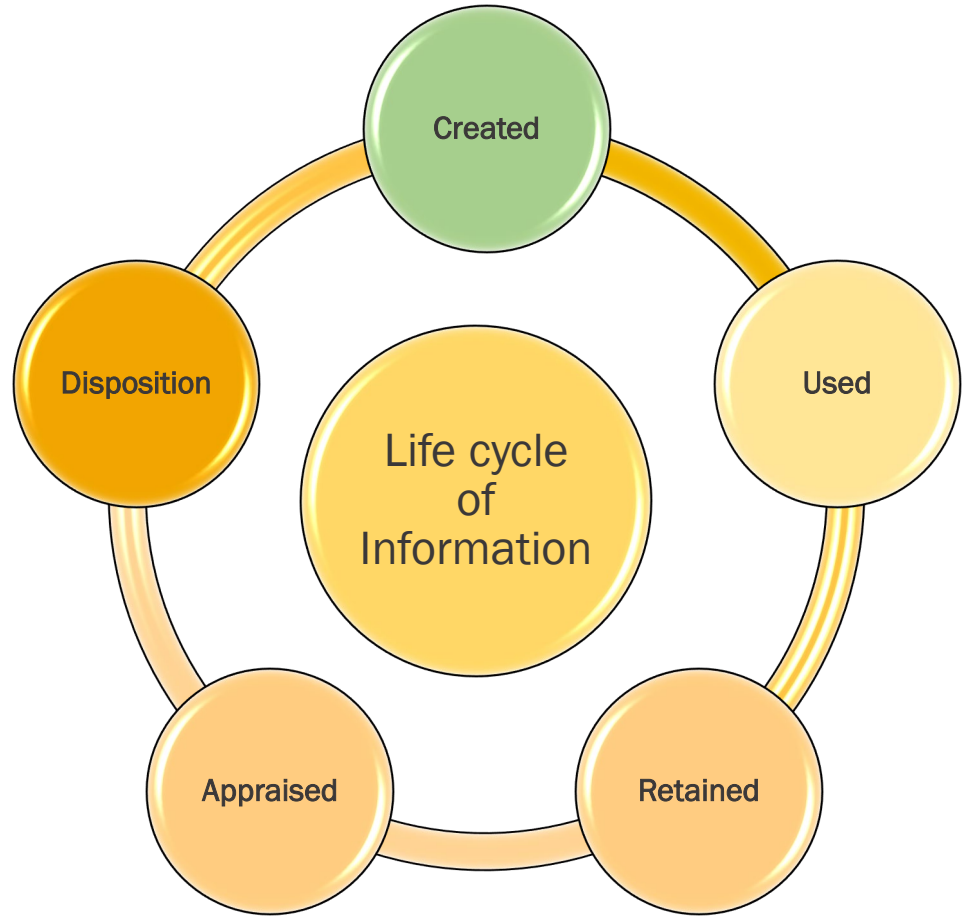 Created
Used
Retained
Appraised
Disposition
Life cycle
of
Information